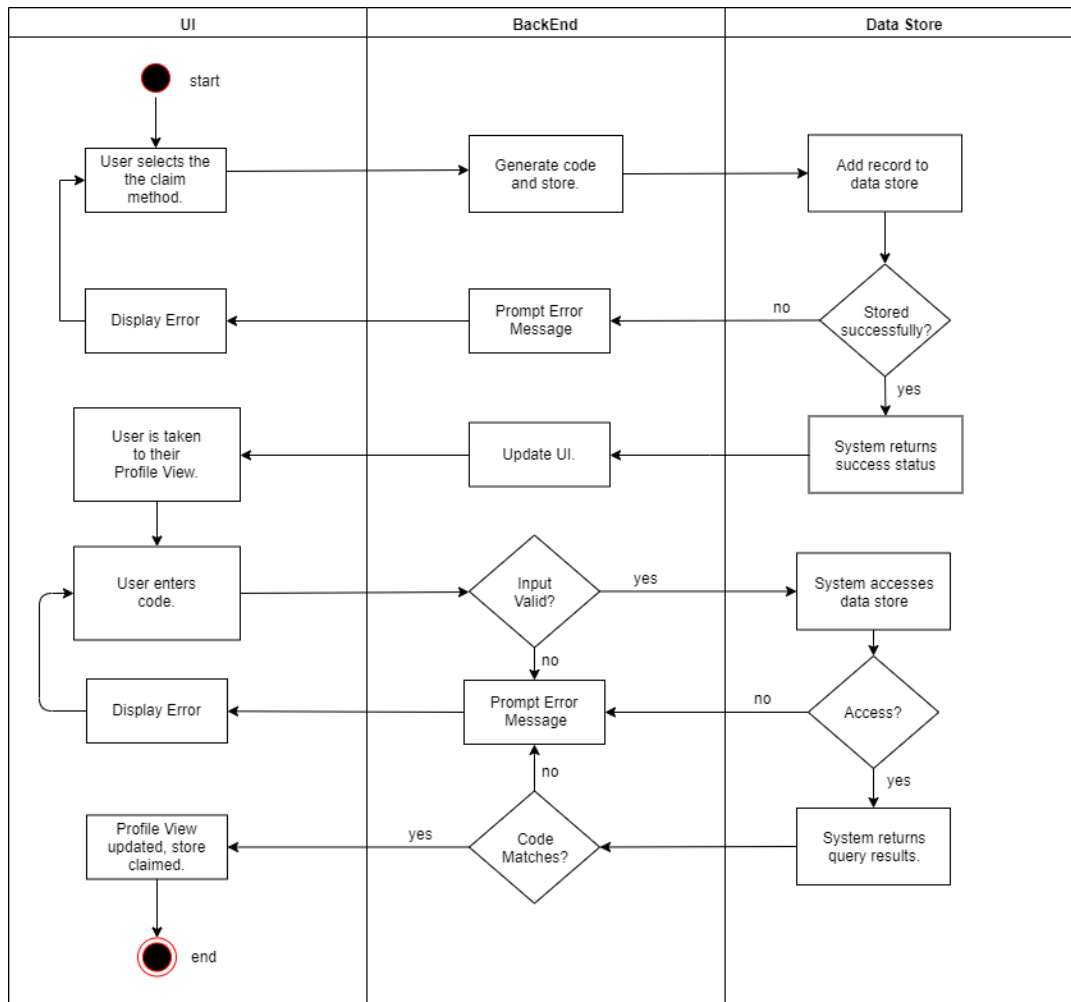 UI
BackEnd
Data Store
start
User selects the
the claim
method.
Generate code
and store.
Add record to
data store
Display Error
Prompt Error
Message
no
Stored
successfully?
yes
User is taken
to their
Profile View.
Update UI.
System returns
success status
User enters
code.
Input
Valid?
yes
System accesses
data store
no
Display Error
Prompt Error
Message
no
Access?
no
yes
Profile View
updated, store
claimed.
yes
Code
Matches?
System returns
query results.
end